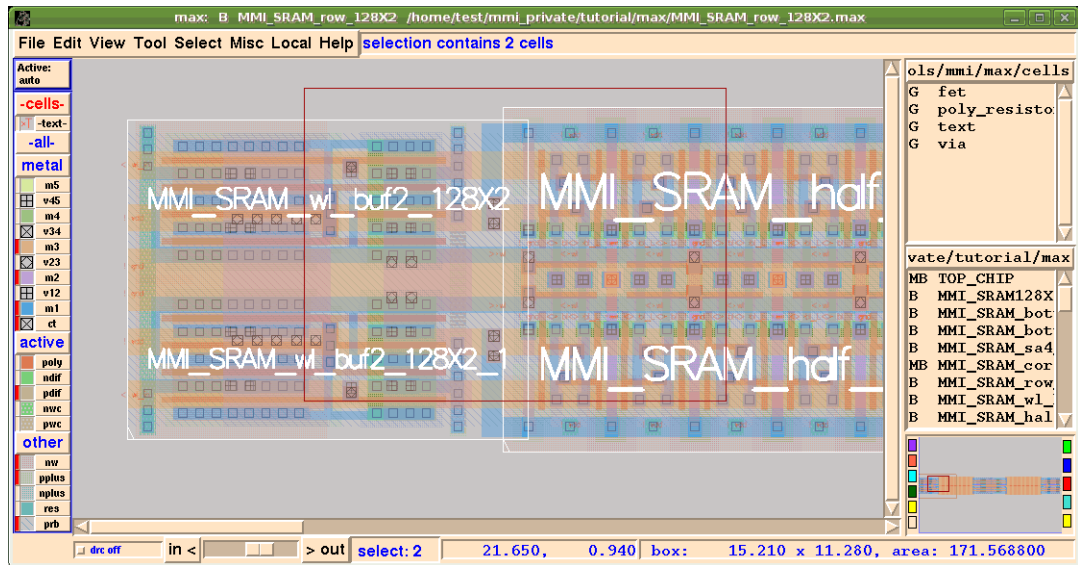 max: B MMI_SRAM_row_128X2 /home/test/mmi_private/tutorial/max/MMI_SRAM_row_128X2.max
File Edit View Tool Select Misc Local Help selection contains 2 cells
Active:
auto
-cells-
>T -text-
-all-
metal
m5
v45
m4
v34
m3
v23
m2
v12
m1
ct
active
poly
ndif
pdif
nwc
pwc
other
nw
pplus
nplus
res
prb
MMI_SRAM_wl_buf2_128X2
MMI_SRAM_half_
MMI_SRAM_wl_buf2_128X2_1
MMI_SRAM_half_
ols/mmi/max/cells
G fet
G poly_resisto
G text
G via
vate/tutorial/max
MB TOP_CHIP
B MMI_SRAM128X
B MMI_SRAM_bot
B MMI_SRAM_bot
B MMI_SRAM_sa4_
MB MMI_SRAM_cor
B MMI_SRAM_row_
B MMI_SRAM_wl_
B MMI_SRAM_hal
drc off in < > out select: 2 21.650, 0.940 box: 15.210 x 11.280, area: 171.568800